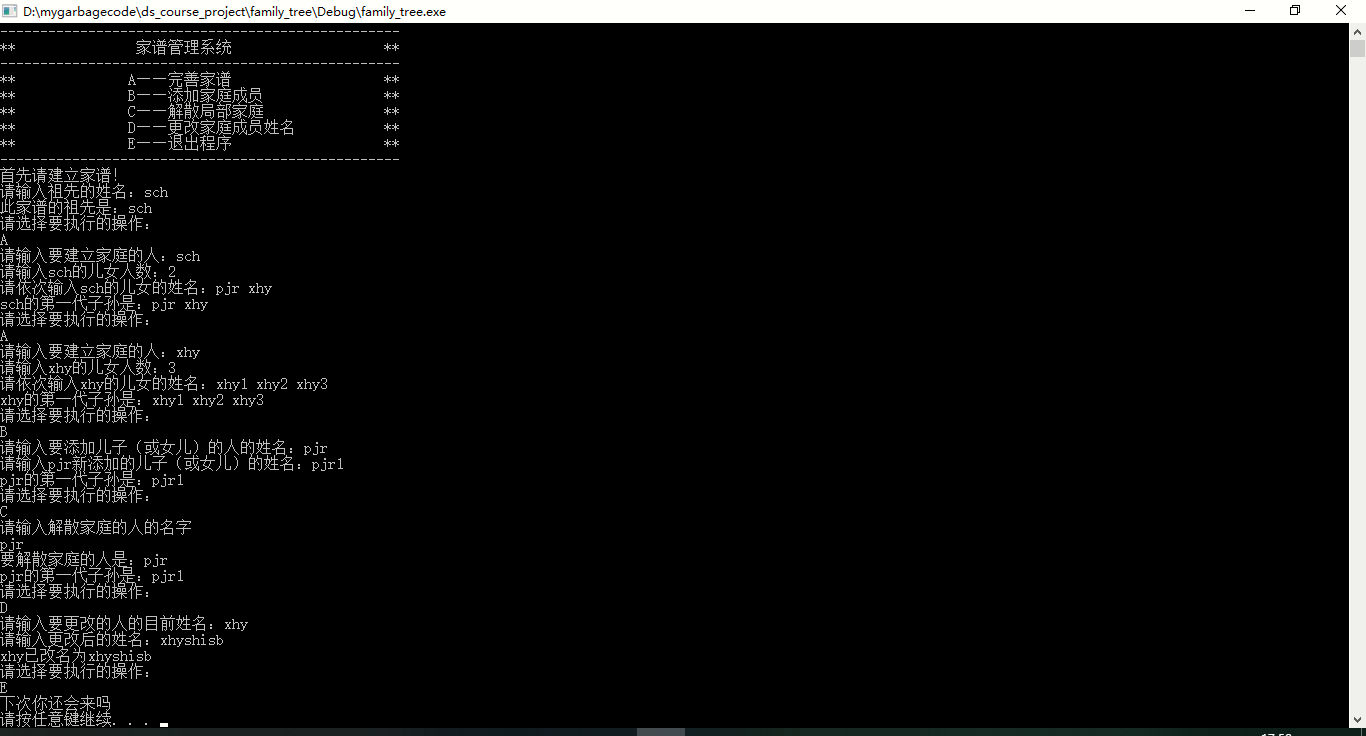 D:\mygarbagecode\ds_course_project\family_tree\Debug\family_tree.exe
--------------------------------------------------
** 家谱管理系统 **
--------------------------------------------------
** A——完善家谱 **
** B——添加家庭成员 **
** C——解散局部家庭 **
** D——更改家庭成员姓名 **
** E——退出程序 **
--------------------------------------------------
首先请建立家谱!
请输入祖先的姓名：sch
此家谱的祖先是：sch
请选择要执行的操作：
A
请输入要建立家庭的人：sch
请输入sch的儿女人数：2
请依次输入sch的儿女的姓名：pjr xhy
sch的第一代子孙是：pjr xhy
请选择要执行的操作：
A
请输入要建立家庭的人：xhy
请输入xhy的儿女人数：3
请依次输入xhy的儿女的姓名：xhy1 xhy2 xhy3
xhy的第一代子孙是：xhy1 xhy2 xhy3
请选择要执行的操作：
B
请输入要添加儿子（或女儿）的人的姓名：pjr
请输入pjr新添加的儿子（或女儿）的姓名：pjr1
pjr的第一代子孙是：pjr1
请选择要执行的操作：
C
请输入解散家庭的人的名字
pjr
要解散家庭的人是：pjr
pjr的第一代子孙是：pjr1
请选择要执行的操作：
D
请输入要更改的人的目前姓名：xhy
请输入更改后的姓名：xhyshisb
xhy已改名为xhyshisb
请选择要执行的操作：
E
下次你还会来吗
请按任意键继续. . .